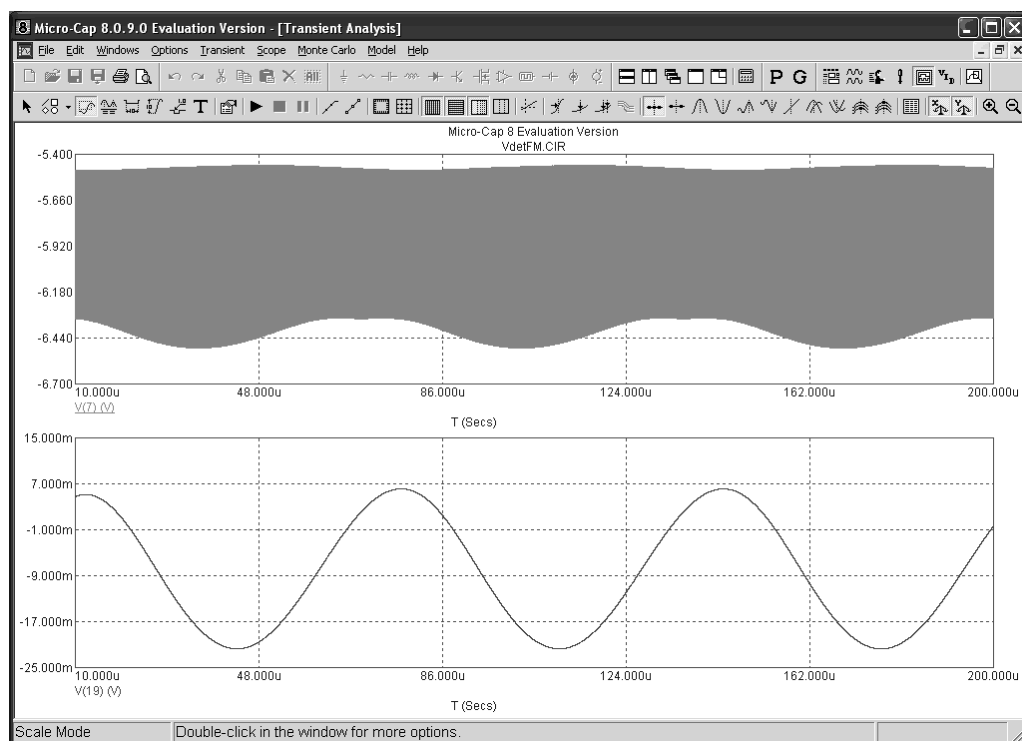 Micro-Cap 8.0.9.0 Evaluation Version - [Transient Analysis]
File Edit Windows Options Transient Scope Monte Carlo Model Help
Micro-Cap 8 Evaluation Version
VdetFM.CIR
-5.400
-5.660
-5.920
-6.180
-6.440
-6.700
10.000u 48.000u 86.000u 124.000u 162.000u 200.000u
V(7) (V)
T (Secs)
15.000m
7.000m
-1.000m
-9.000m
-17.000m
-25.000m
10.000u 48.000u 86.000u 124.000u 162.000u 200.000u
V(19) (V)
T (Secs)
Scale Mode Double-click in the window for more options.